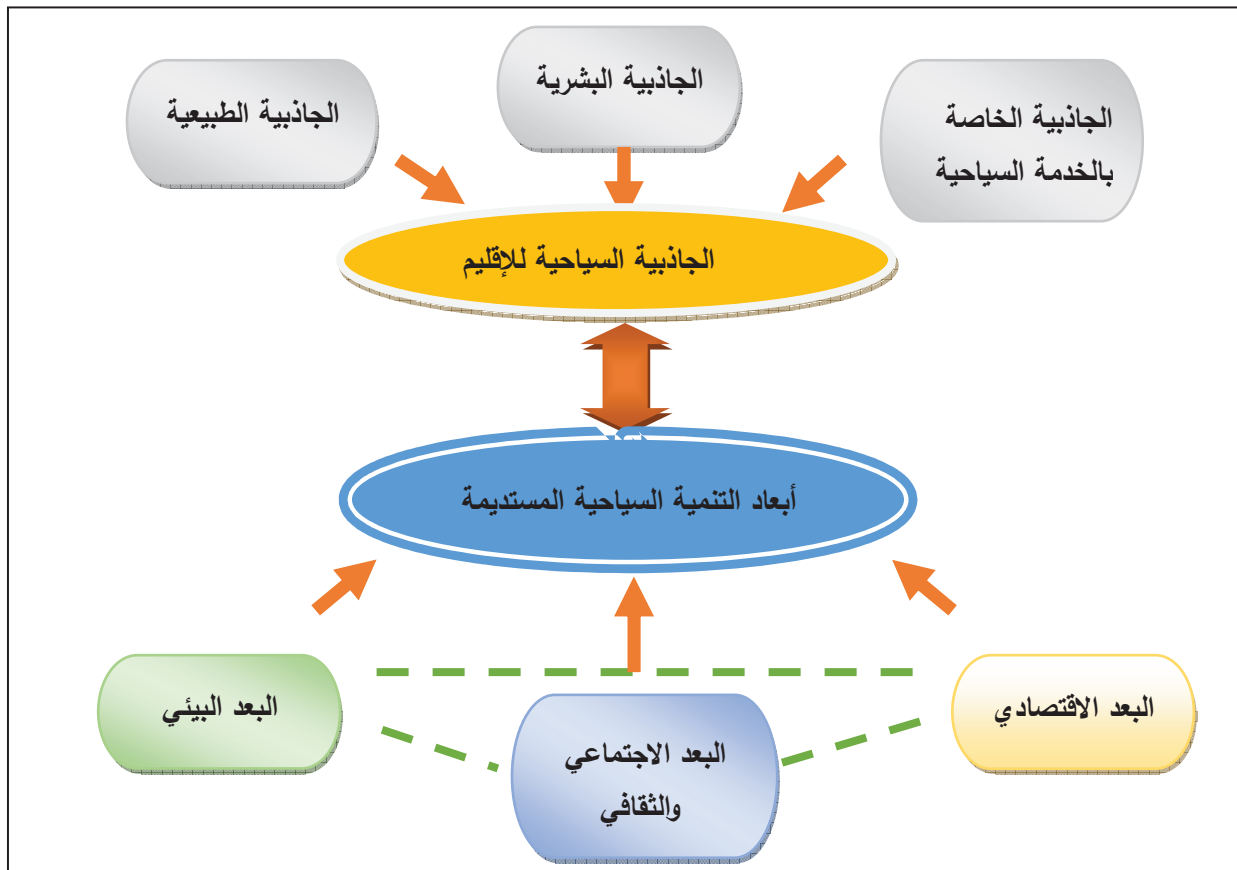 الجاذبية الخاصة
بالخدمة السياحية
الجاذبية البشرية
الجاذبية الطبيعية
الجاذبية السياحية للإقليم
أبعاد التنمية السياحية المستديمة
البعد الاقتصادي
البعد الاجتماعي
والثقافي
البعد البيئي